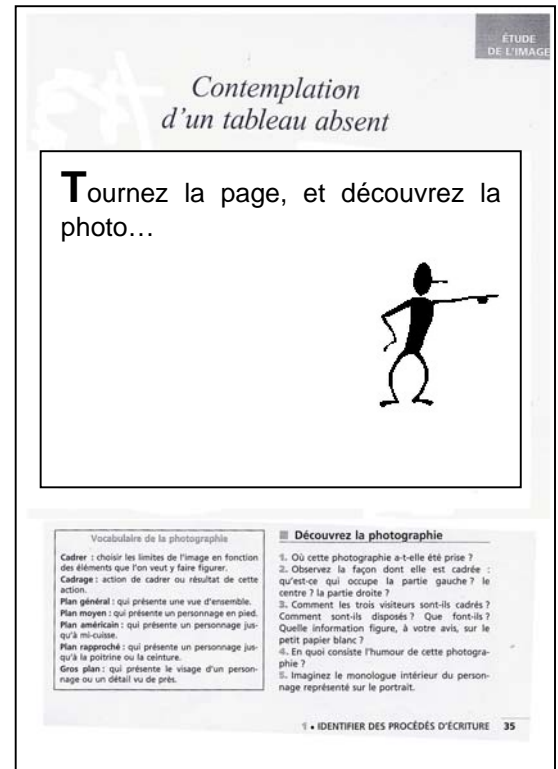 ÉTUDE
DE L'IMAGE
Contemplation
d'un tableau absent
Tournez la page, et découvrez la
photo…
Vocabulaire de la photographie
Cadrer : choisir les limites de l'image en fonction
des éléments que l'on veut y faire figurer.
Cadrage : action de cadrer ou résultat de cette
action.
Plan général : qui présente une vue d'ensemble.
Plan moyen : qui présente un personnage en pied.
Plan américain : qui présente un personnage jus-
qu'à mi-cuisse.
Plan rapproché : qui présente un personnage jus-
qu'à la poitrine ou la ceinture.
Gros plan : qui présente le visage d'un person-
nage ou un détail vu de près.
Découvrez la photographie
1. Où cette photographie a-t-elle été prise ?
2. Observez la façon dont elle est cadrée :
qu'est-ce qui occupe la partie gauche ? le
centre ? la partie droite ?
3. Comment les trois visiteurs sont-ils cadrés ?
Comment sont-ils disposés ? Que font-ils ?
Quelle information figure, à votre avis, sur le
petit papier blanc ?
4. En quoi consiste l'humour de cette photogra-
phie ?
5. Imaginez le monologue intérieur du person-
nage représenté sur le portrait.
1 • IDENTIFIER DES PROCÉDÉS D'ÉCRITURE 35